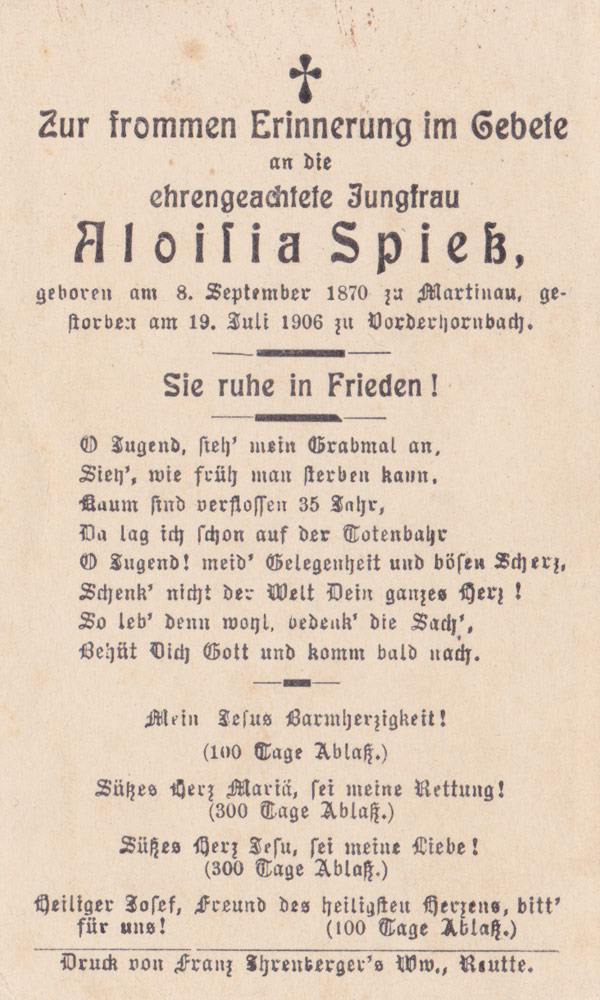 Zur frommen Erinnerung im Gebete
an die
ehrengeachtete Jungfrau
Aloisia Spieß,
geboren am 8. September 1870 zu Martinau, ge-
storben am 19. Juli 1906 zu Vorderhornbach.
Sie ruhe in Frieden!
O Jugend, sieh' mein Grabmal an,
Sieh', wie früh man sterben kann.
Kaum sind verflossen 35 Jahr,
Da lag ich schon auf der Totenbahr
O Jugend! meid' Gelegenheit und bösen Scherz,
Schenk' nicht der Welt Dein ganzes Herz!
So leb' denn wohl, bedenk' die Sach',
Behüt Dich Gott und komm bald nach.
Mein Jesus Barmherzigkeit!
(100 Tage Ablaß.)
Süßes Herz Mariä, sei meine Rettung!
(300 Tage Ablaß.)
Süßes Herz Jesu, sei meine Liebe!
(300 Tage Ablaß.)
Heiliger Josef, Freund des heiligsten Herzens, bitt'
für uns! (100 Tage Ablaß.)
Druck von Franz Ihrenberger's Ww., Reutte.